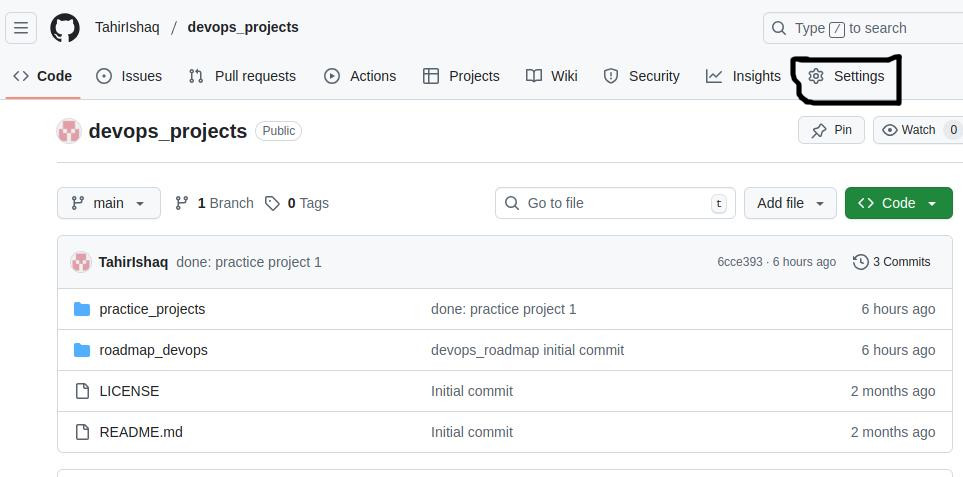 TahirIshaq / devops_projects Type / to search
Code Issues Pull requests Actions Projects Wiki Security Insights Settings
devops_projects Public Pin Watch 0
main 1 Branch 0 Tags Go to file t Add file Code
TahirIshaq done: practice project 1 6cce393 · 6 hours ago 3 Commits
practice_projects done: practice project 1 6 hours ago
roadmap_devops devops_roadmap initial commit 6 hours ago
LICENSE Initial commit 2 months ago
README.md Initial commit 2 months ago